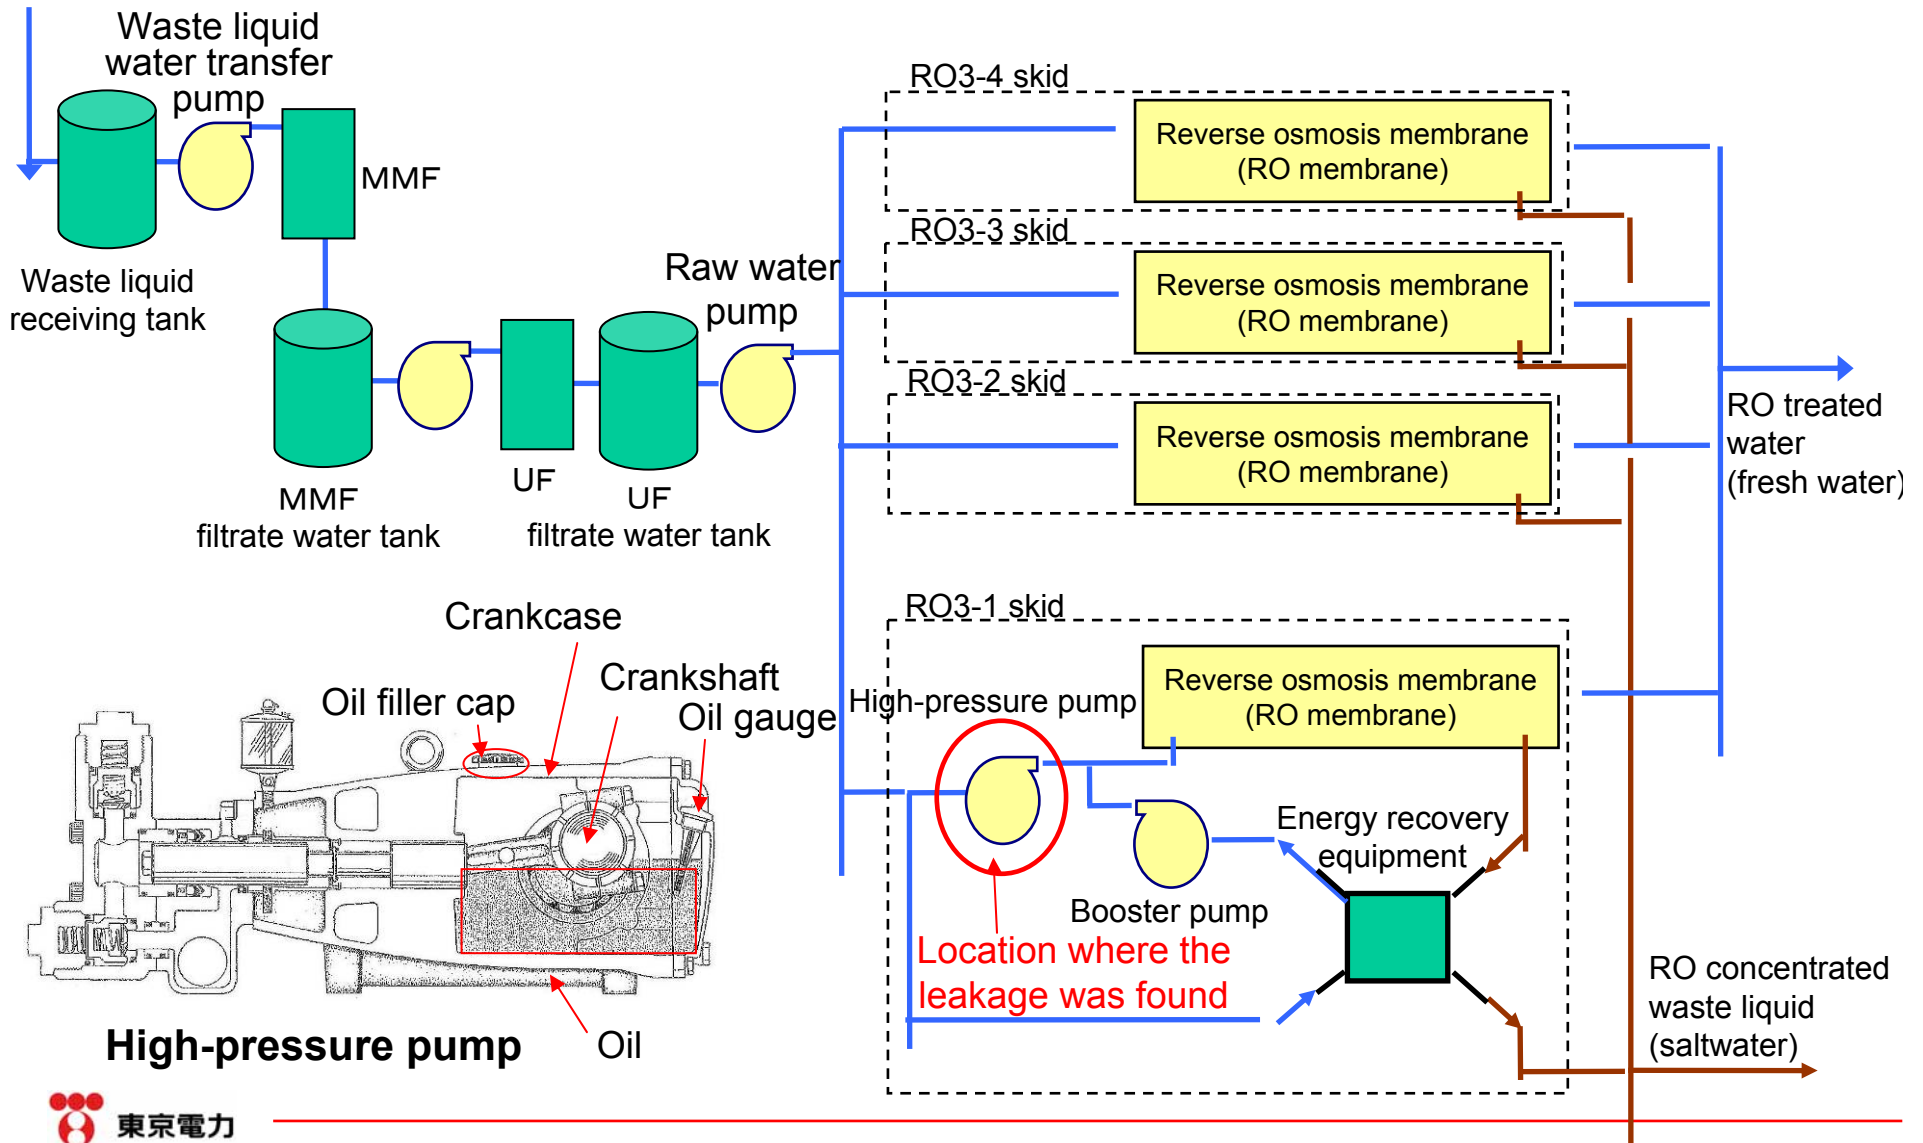 Waste liquid
water transfer
pump
MMF
Waste liquid
receiving tank
MMF
filtrate water tank
UF
UF
filtrate water tank
Raw water
pump
RO3-4 skid
Reverse osmosis membrane
(RO membrane)
RO3-3 skid
Reverse osmosis membrane
(RO membrane)
RO3-2 skid
Reverse osmosis membrane
(RO membrane)
RO treated
water
(fresh water)
RO3-1 skid
Reverse osmosis membrane
(RO membrane)
High-pressure pump
Energy recovery
equipment
Booster pump
Location where the
leakage was found
RO concentrated
waste liquid
(saltwater)
Crankcase
Crankshaft
Oil filler cap
Oil gauge
Oil
High-pressure pump
東京電力